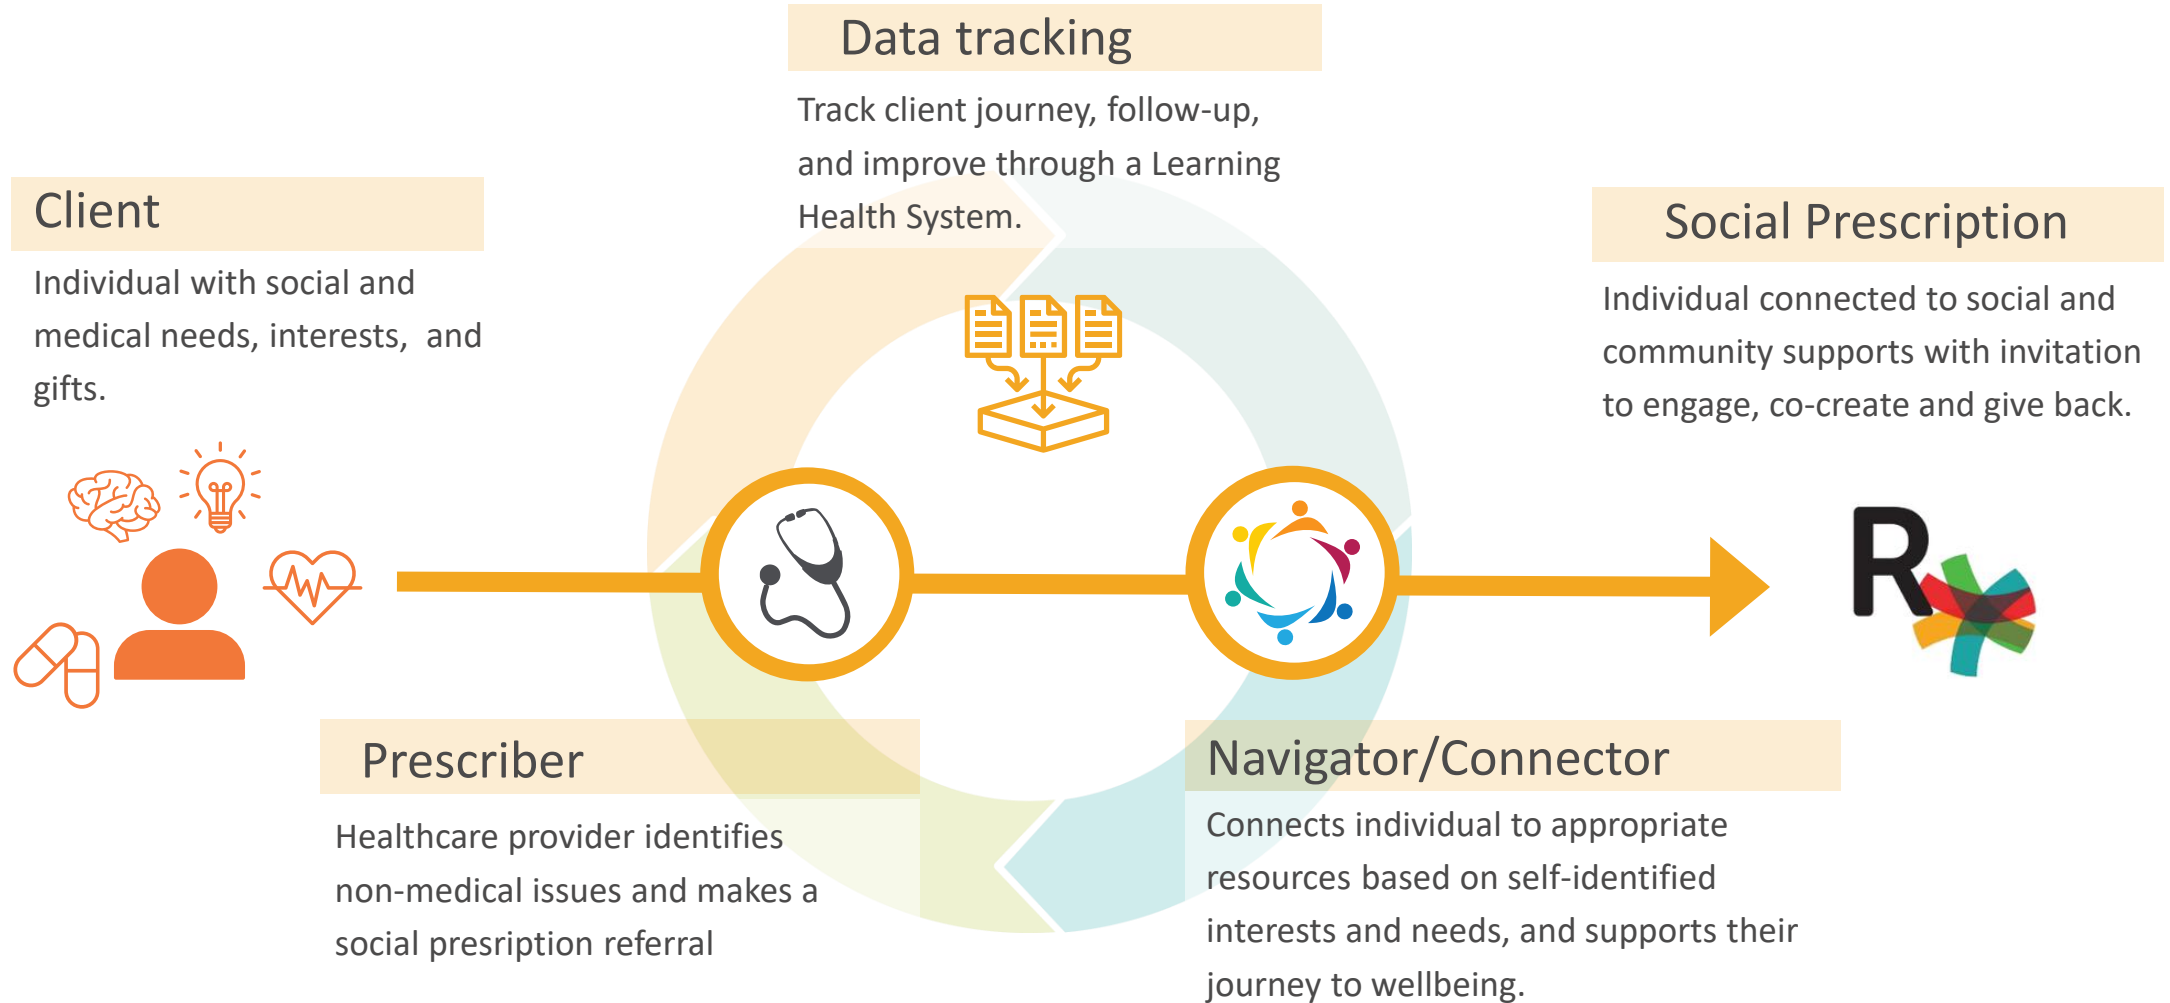 Data tracking
Track client journey, follow-up,
and improve through a Learning
Health System.
Client
Individual with social and
medical needs, interests, and
gifts.
Social Prescription
Individual connected to social and
community supports with invitation
to engage, co-create and give back.
R
Prescriber
Healthcare provider identifies
non-medical issues and makes a
social presription referral
Navigator/Connector
Connects individual to appropriate
resources based on self-identified
interests and needs, and supports their
journey to wellbeing.